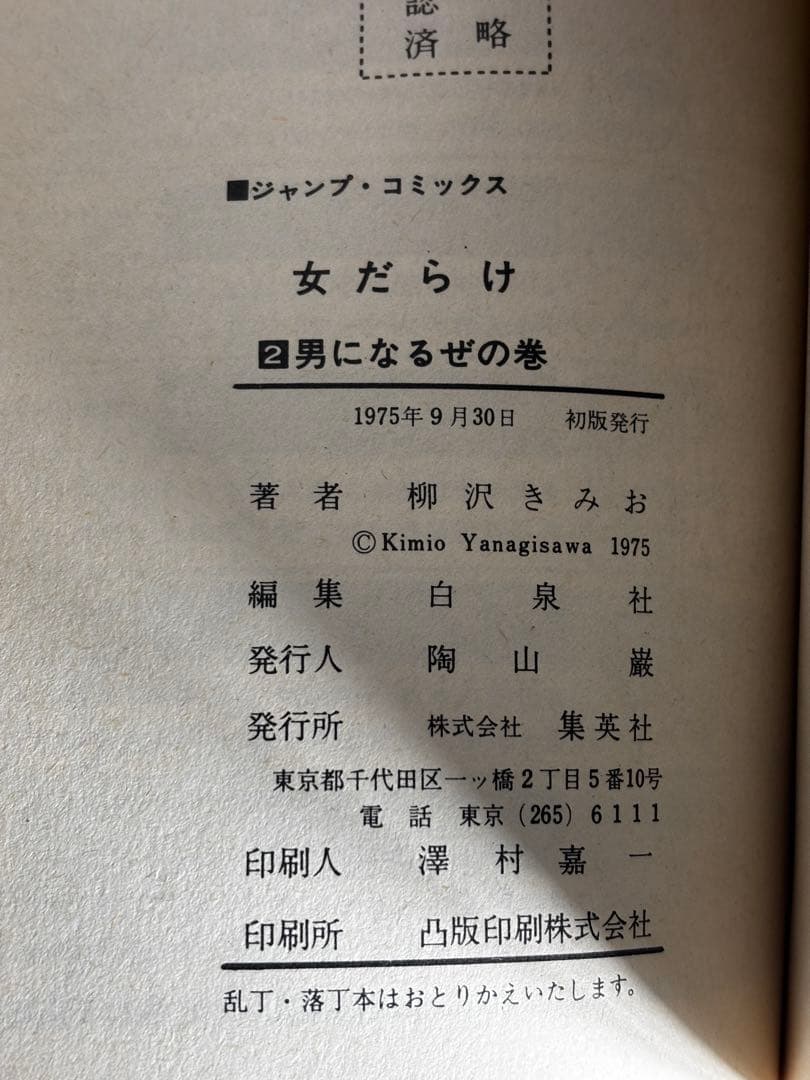 認
済 略
■ジャンプ・コミックス
女だらけ
2男になるぜの巻
1975年9月30日 初版発行
著者 柳沢きみお
©Kimio Yanagisawa 1975
編集 白泉社
発行人 陶山巌
発行所 株式会社 集英社
東京都千代田区一ッ橋2丁目5番10号
電話 東京(265)6111
印刷人 澤村嘉一
印刷所 凸版印刷株式会社
乱丁・落丁本はおとりかえいたします。